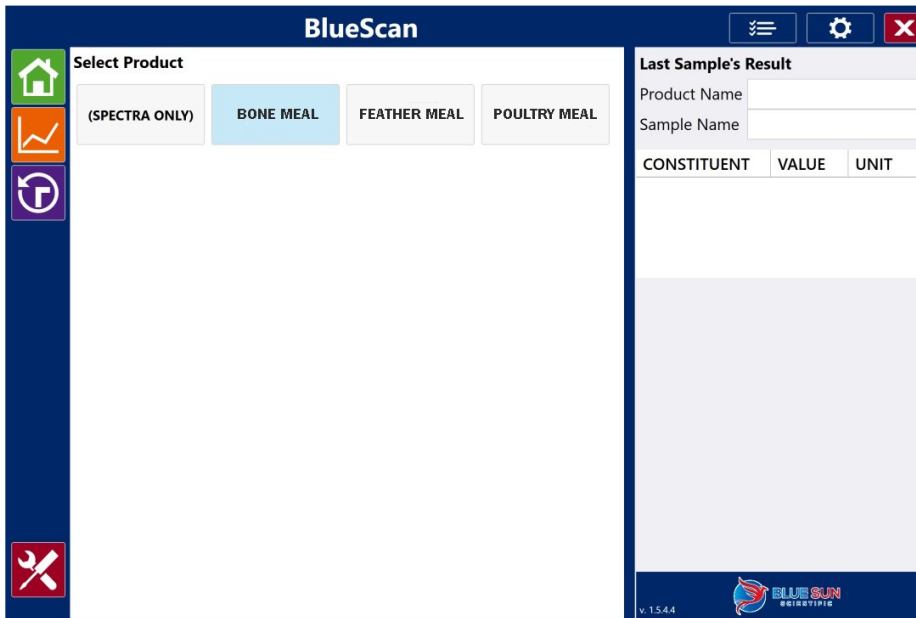 BlueScan
Select Product
(SPECTRA ONLY) BONE MEAL FEATHER MEAL POULTRY MEAL
Last Sample's Result
Product Name
Sample Name
CONSTITUENT VALUE UNIT
v. 1.5.4.4
BLUE SUN
SCIENTIFIC